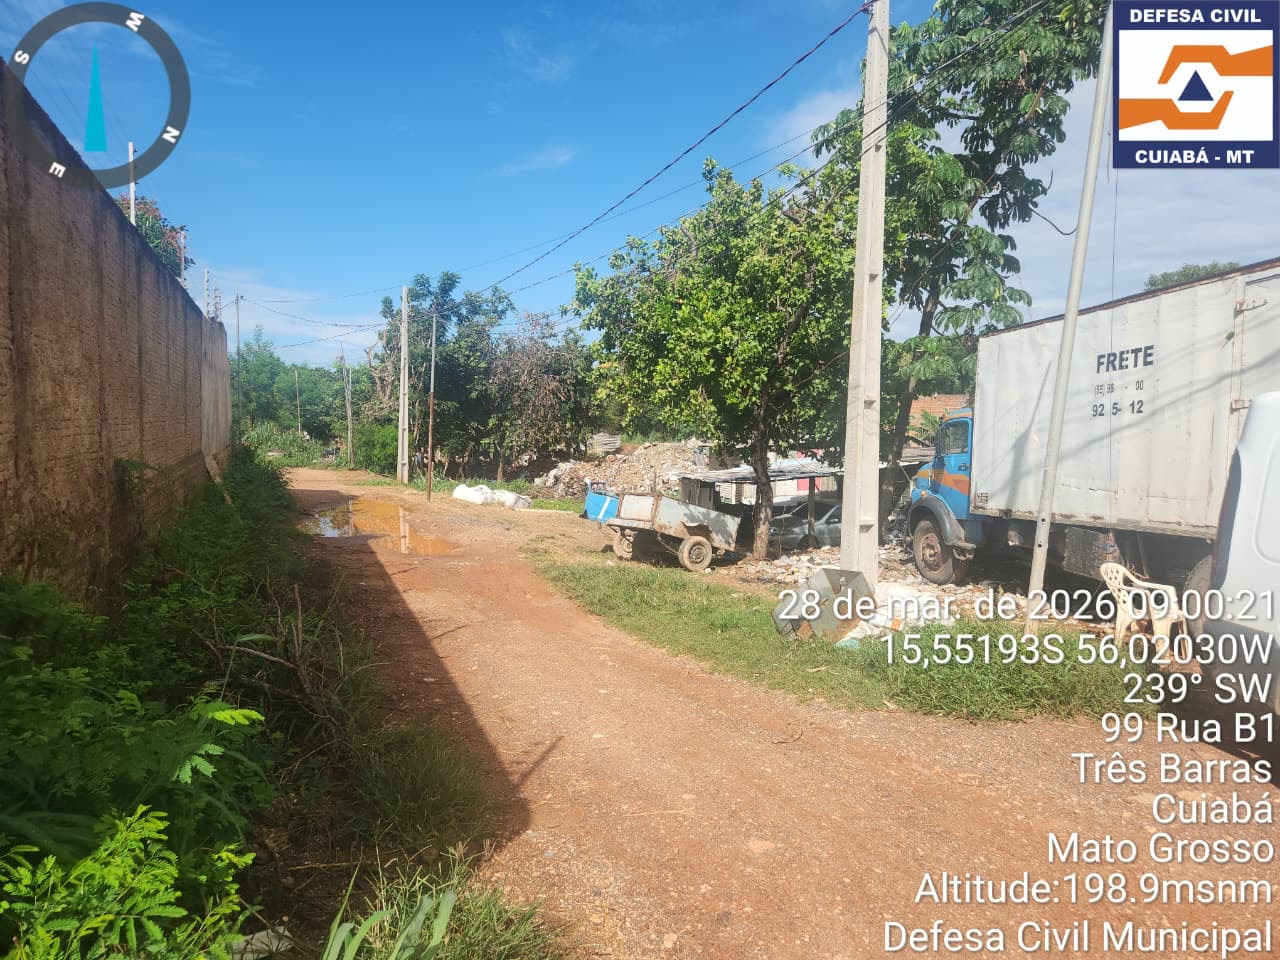 W
S
N
E
DEFESA CIVIL
CUIABÁ - MT
FRETE
28 de mar. de 2026 09:00:21
15,55193S 56,02030W
239° SW
99 Rua B1
Três Barras
Cuiabá
Mato Grosso
Altitude:198.9msnm
Defesa Civil Municipal